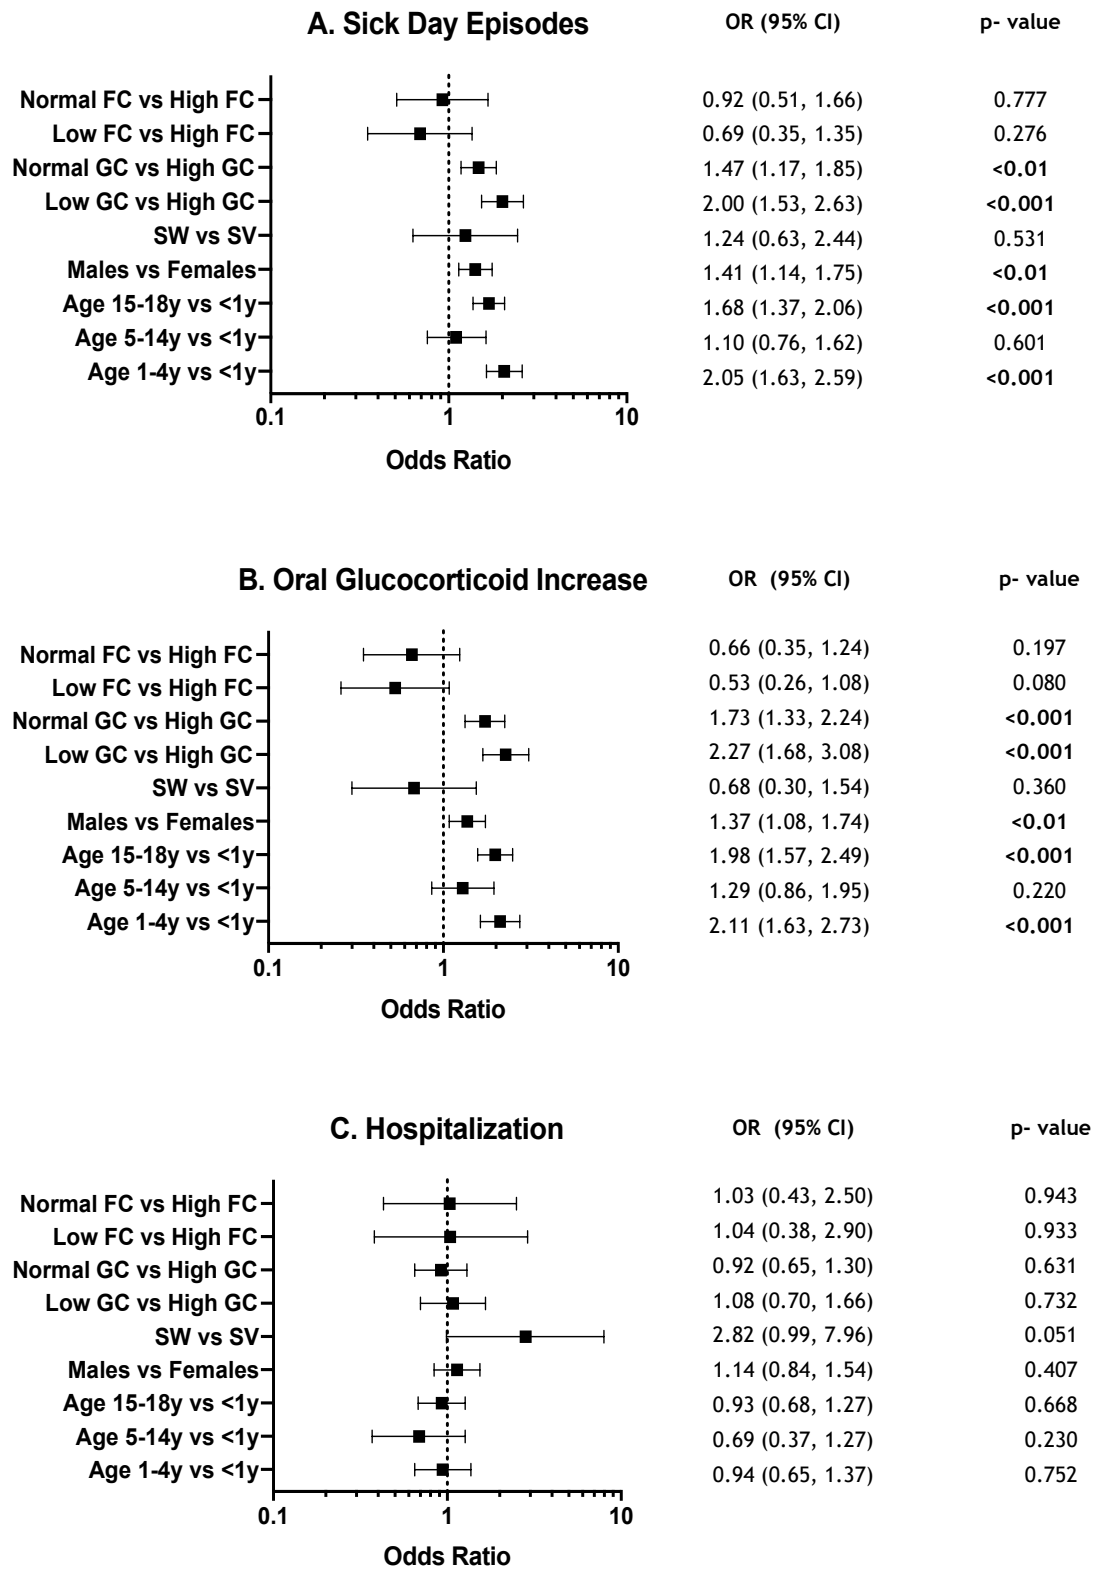 A. Sick Day Episodes OR (95% CI) p- value
Normal FC vs High FC 0.92 (0.51, 1.66) 0.777
Low FC vs High FC 0.69 (0.35, 1.35) 0.276
Normal GC vs High GC 1.47 (1.17, 1.85) <0.01
Low GC vs High GC 2.00 (1.53, 2.63) <0.001
SW vs SV 1.24 (0.63, 2.44) 0.531
Males vs Females 1.41 (1.14, 1.75) <0.01
Age 15-18y vs <1y 1.68 (1.37, 2.06) <0.001
Age 5-14y vs <1y 1.10 (0.76, 1.62) 0.601
Age 1-4y vs <1y 2.05 (1.63, 2.59) <0.001
0.1 1 10
Odds Ratio
B. Oral Glucocorticoid Increase OR (95% CI) p- value
Normal FC vs High FC 0.66 (0.35, 1.24) 0.197
Low FC vs High FC 0.53 (0.26, 1.08) 0.080
Normal GC vs High GC 1.73 (1.33, 2.24) <0.001
Low GC vs High GC 2.27 (1.68, 3.08) <0.001
SW vs SV 0.68 (0.30, 1.54) 0.360
Males vs Females 1.37 (1.08, 1.74) <0.01
Age 15-18y vs <1y 1.98 (1.57, 2.49) <0.001
Age 5-14y vs <1y 1.29 (0.86, 1.95) 0.220
Age 1-4y vs <1y 2.11 (1.63, 2.73) <0.001
0.1 1 10
Odds Ratio
C. Hospitalization OR (95% CI) p- value
Normal FC vs High FC 1.03 (0.43, 2.50) 0.943
Low FC vs High FC 1.04 (0.38, 2.90) 0.933
Normal GC vs High GC 0.92 (0.65, 1.30) 0.631
Low GC vs High GC 1.08 (0.70, 1.66) 0.732
SW vs SV 2.82 (0.99, 7.96) 0.051
Males vs Females 1.14 (0.84, 1.54) 0.407
Age 15-18y vs <1y 0.93 (0.68, 1.27) 0.668
Age 5-14y vs <1y 0.69 (0.37, 1.27) 0.230
Age 1-4y vs <1y 0.94 (0.65, 1.37) 0.752
0.1 1 10
Odds Ratio